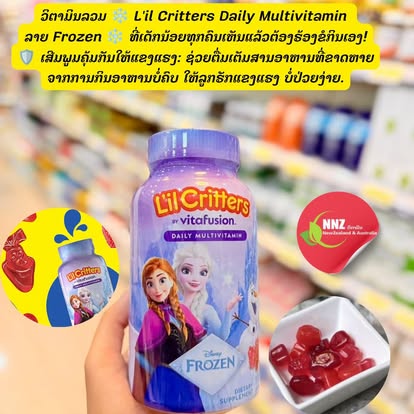 ວິຕາມິນລວມ ❄️ L'il Critters Daily Multivitamin
ລາຍ Frozen ❄️ ທີ່ເດັກນ້ອຍທຸກຄົນເຫັນແລ້ວຕ້ອງຮ້ອງຂໍກິນເອງ!
🛡️ ເສີມພູມຄຸ້ມກັນໃຫ້ແຂງແຮງ: ຊ່ວຍຕື່ມເຕັມສານອາຫານທີ່ຂາດຫາຍ
ຈາກການກິນອາຫານບໍ່ຄົບ ໃຫ້ລູກຮັກແຂງແຮງ ບໍ່ປ່ວຍງ່າຍ.
L'il Critters
BY vitafusion
DAILY MULTIVITAMIN
Disney
FROZEN
DIETARY
SUPPLEMENT
NNZ
NewZealand & Australia
L'il Critters